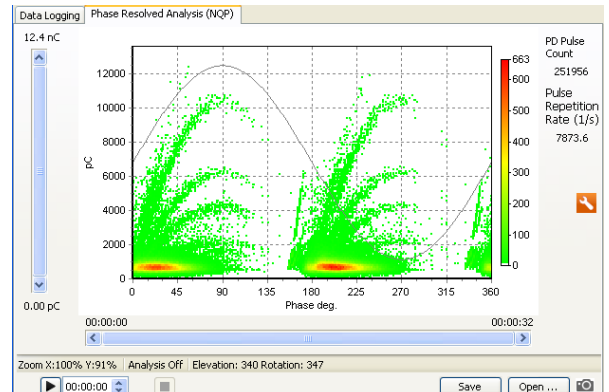 Data Logging Phase Resolved Analysis (NQP)
12.4 nC
0.00 pC
pC
12000
10000
8000
6000
4000
2000
0
0 45 90 135 180 225 270 315 360
Phase deg.
663
600
500
400
300
200
100
0
PD Pulse
Count
251956
Pulse
Repetition
Rate (1/s)
7873.6
00:00:00 00:00:32
Zoom X:100% Y:91% Analysis Off Elevation: 340 Rotation: 347
00:00:00 Save Open ...